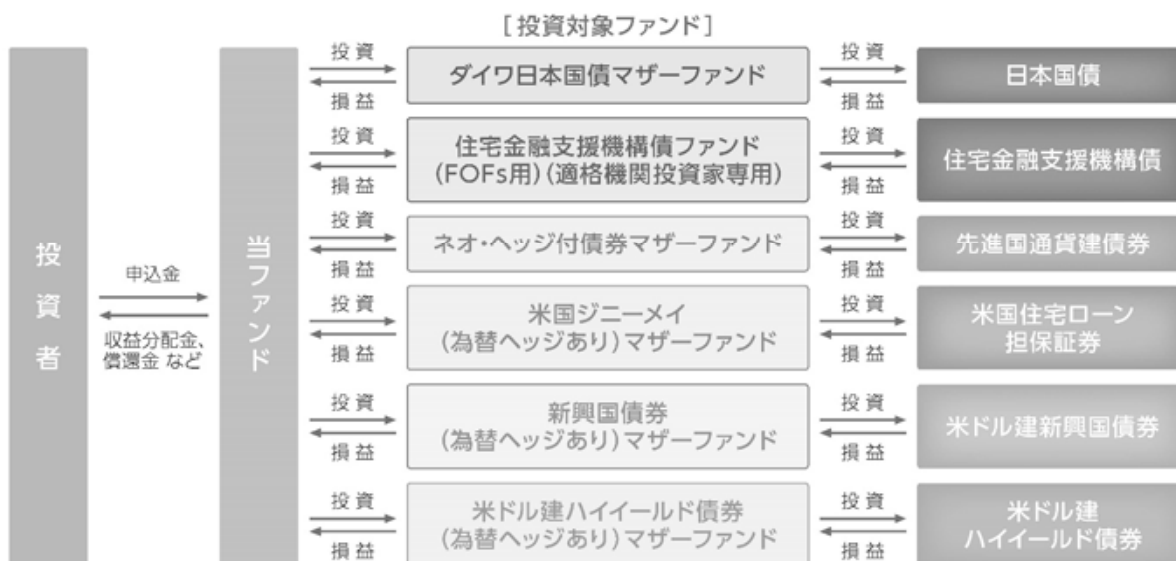 [投資対象ファンド]
投資者
申込金
収益分配金、
償還金 など
当ファンド
投資
損益
ダイワ日本国債マザーファンド
投資
損益
日本国債
投資
損益
住宅金融支援機構債ファンド
(FOFs用)(適格機関投資家専用)
投資
損益
住宅金融支援機構債
投資
損益
ネオ・ヘッジ付債券マザーファンド
投資
損益
先進国通貨建債券
投資
損益
米国ジニーメイ
(為替ヘッジあり)マザーファンド
投資
損益
米国住宅ローン
担保証券
投資
損益
新興国債券
(為替ヘッジあり)マザーファンド
投資
損益
米ドル建新興国債券
投資
損益
米ドル建ハイイールド債券
(為替ヘッジあり)マザーファンド
投資
損益
米ドル建
ハイイールド債券